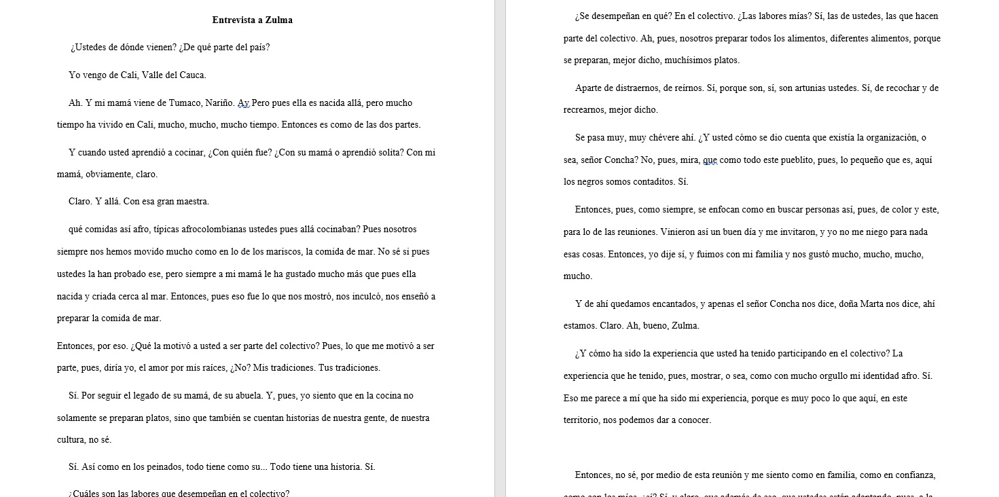 Entrevista a Zulma
¿Ustedes de dónde vienen? ¿De qué parte del país?
Yo vengo de Cali, Valle del Cauca.
Ah. Y mi mamá viene de Tumaco, Nariño. Ay Pero pues ella es nacida allá, pero mucho
tiempo ha vivido en Cali, mucho, mucho, mucho tiempo. Entonces es como de las dos partes.
Y cuando usted aprendió a cocinar, ¿Con quién fue? ¿Con su mamá o aprendió solita? Con mi
mamá, obviamente, claro.
Claro. Y allá. Con esa gran maestra.
qué comidas así afro, típicas afrocolombianas ustedes pues allá cocinaban? Pues nosotros
siempre nos hemos movido mucho como en lo de los mariscos, la comida de mar. No sé si pues
ustedes la han probado ese, pero siempre a mi mamá le ha gustado mucho más que pues ella
nacida y criada cerca al mar. Entonces, pues eso fue lo que nos mostró, nos inculcó, nos enseñó a
preparar la comida de mar.
Entonces, por eso. ¿Qué la motivó a usted a ser parte del colectivo? Pues, lo que me motivó a ser
parte, pues, diría yo, el amor por mis raíces, ¿No? Mis tradiciones. Tus tradiciones.
Sí. Por seguir el legado de su mamá, de su abuela. Y, pues, yo siento que en la cocina no
solamente se preparan platos, sino que también se cuentan historias de nuestra gente, de nuestra
cultura, no sé.
Sí. Así como en los peinados, todo tiene como su... Todo tiene una historia. Sí.
¿Cuáles son las labores que desempeñan en el colectivo?
¿Se desempeñan en qué? En el colectivo. ¿Las labores mías? Sí, las de ustedes, las que hacen
parte del colectivo. Ah, pues, nosotros preparar todos los alimentos, diferentes alimentos, porque
se preparan, mejor dicho, muchísimos platos.
Aparte de distraernos, de reírnos. Sí, porque son, sí, son artunias ustedes. Sí, de recochar y de
recrearnos, mejor dicho.
Se pasa muy, muy chévere ahí. ¿Y usted cómo se dio cuenta que existía la organización, o
sea, señor Concha? No, pues, mira, que como todo este pueblito, pues, lo pequeño que es, aquí
los negros somos contaditos. Sí.
Entonces, pues, como siempre, se enfocan como en buscar personas así, pues, de color y este,
para lo de las reuniones. Vinieron así un buen día y me invitaron, y yo no me niego para nada
esas cosas. Entonces, yo dije sí, y fuimos con mi familia y nos gustó mucho, mucho, mucho,
mucho.
Y de ahí quedamos encantados, y apenas el señor Concha nos dice, doña Marta nos dice, ahí
estamos. Claro. Ah, bueno, Zulma.
¿Y cómo ha sido la experiencia que usted ha tenido participando en el colectivo? La
experiencia que he tenido, pues, mostrar, o sea, como con mucho orgullo mi identidad afro. Sí.
Eso me parece a mí que ha sido mi experiencia, porque es muy poco lo que aquí, en este
territorio, nos podemos dar a conocer.
Entonces, no sé, por medio de esta reunión y me siento como en familia, como en confianza,
como con los míos, ¿sí? Sí, y claro, que además de eso, que ustedes están adaptando, pues, a la